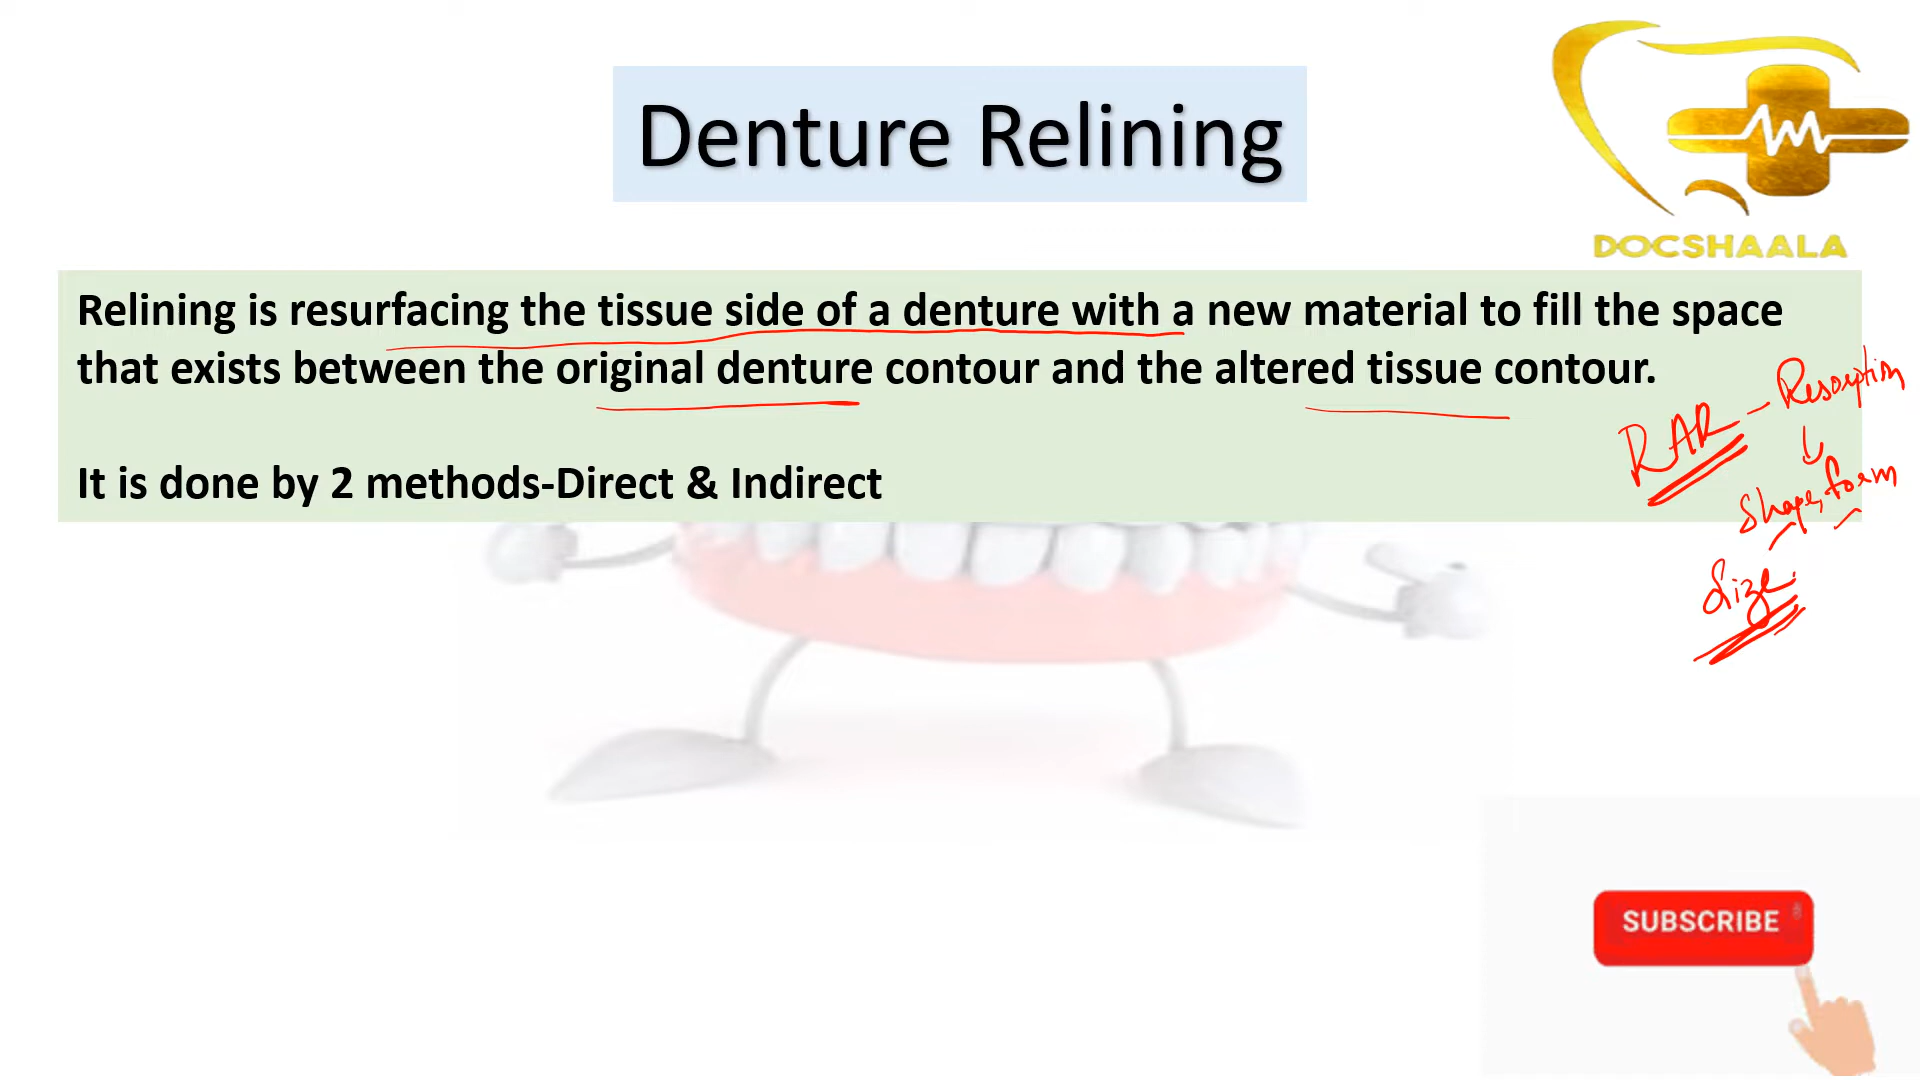 Denture Relining
DOCSHAALA
Relining is resurfacing the tissue side of a denture with a new material to fill the space
that exists between the original denture contour and the altered tissue contour.
RAR - Resorption
It is done by 2 methods-Direct & Indirect
Shape, form
Size.
SUBSCRIBE